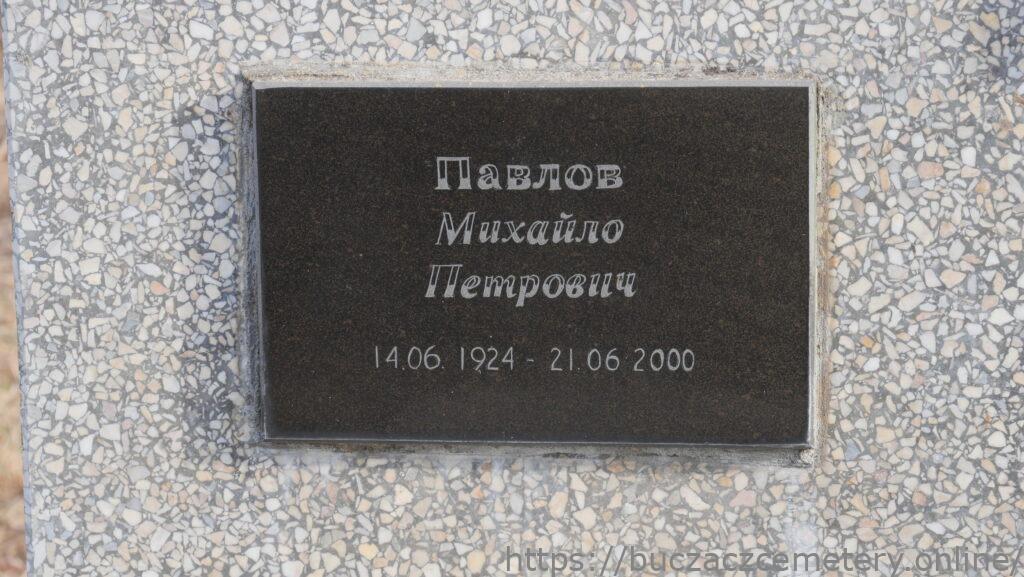 Павлов
Михайло
Петрович
14.06. 1924 - 21.06 2000
https://buczaczcemetery.online/